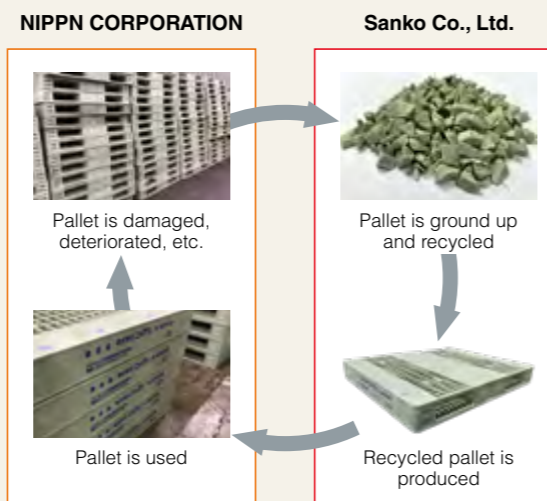 NIPPN CORPORATION
Sanko Co., Ltd.
Pallet is damaged,
deteriorated, etc.
Pallet is ground up
and recycled
Pallet is used
Recycled pallet is
produced